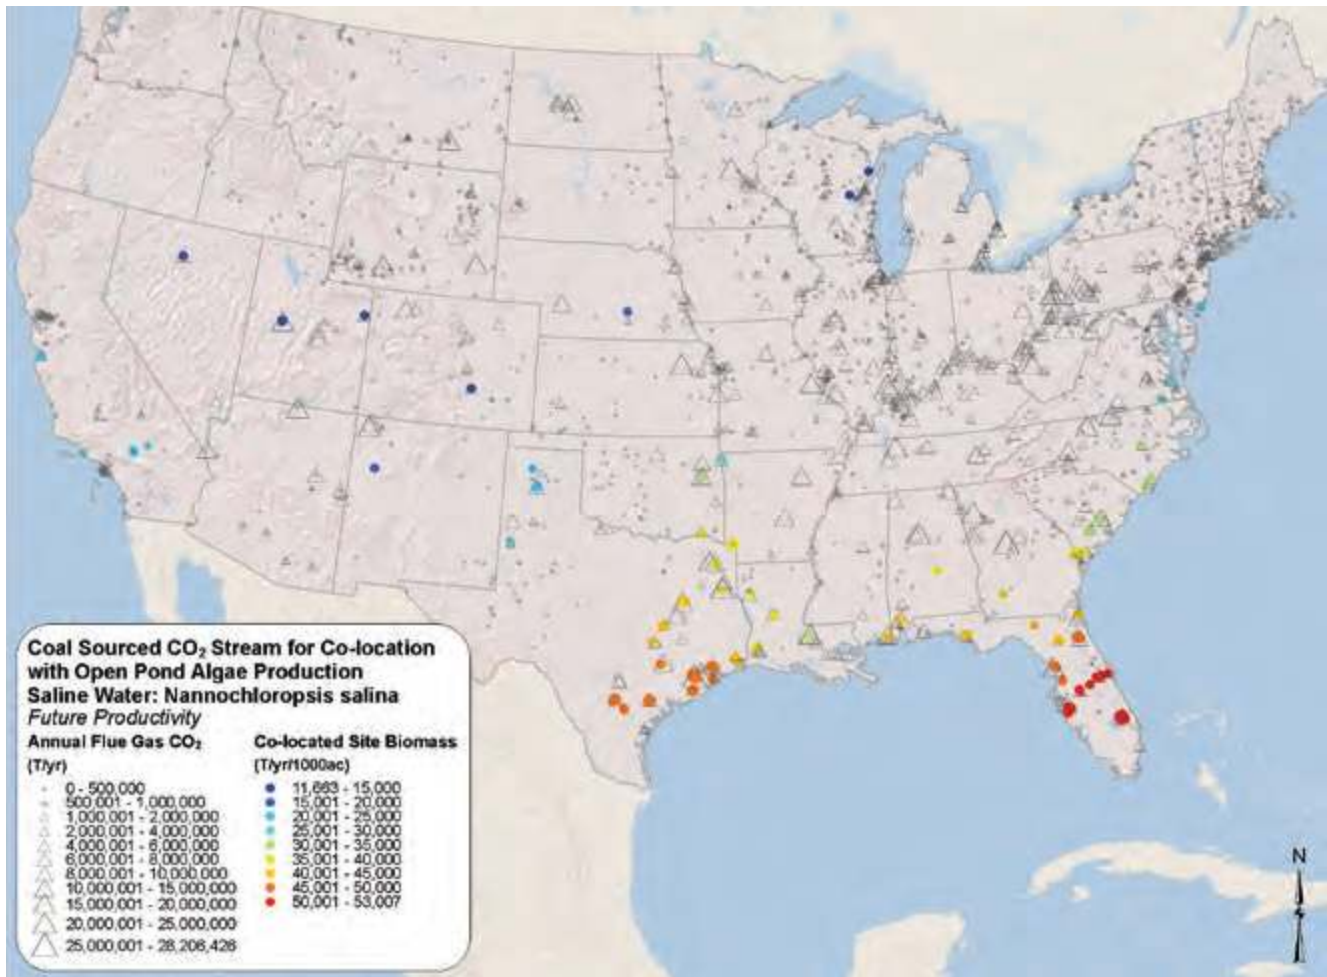 Coal Sourced CO₂ Stream for Co-location
with Open Pond Algae Production
Saline Water: Nannochloropsis salina
Future Productivity
Annual Flue Gas CO₂
(T/yr)
0 - 500,000
500,001 - 1,000,000
1,000,001 - 2,000,000
2,000,001 - 4,000,000
4,000,001 - 6,000,000
6,000,001 - 8,000,000
8,000,001 - 10,000,000
10,000,001 - 15,000,000
15,000,001 - 20,000,000
20,000,001 - 25,000,000
25,000,001 - 28,206,426
Co-located Site Biomass
(T/yr/1000ac)
11,663 - 15,000
15,001 - 20,000
20,001 - 25,000
25,001 - 30,000
30,001 - 35,000
35,001 - 40,000
40,001 - 45,000
45,001 - 50,000
50,001 - 53,007
N